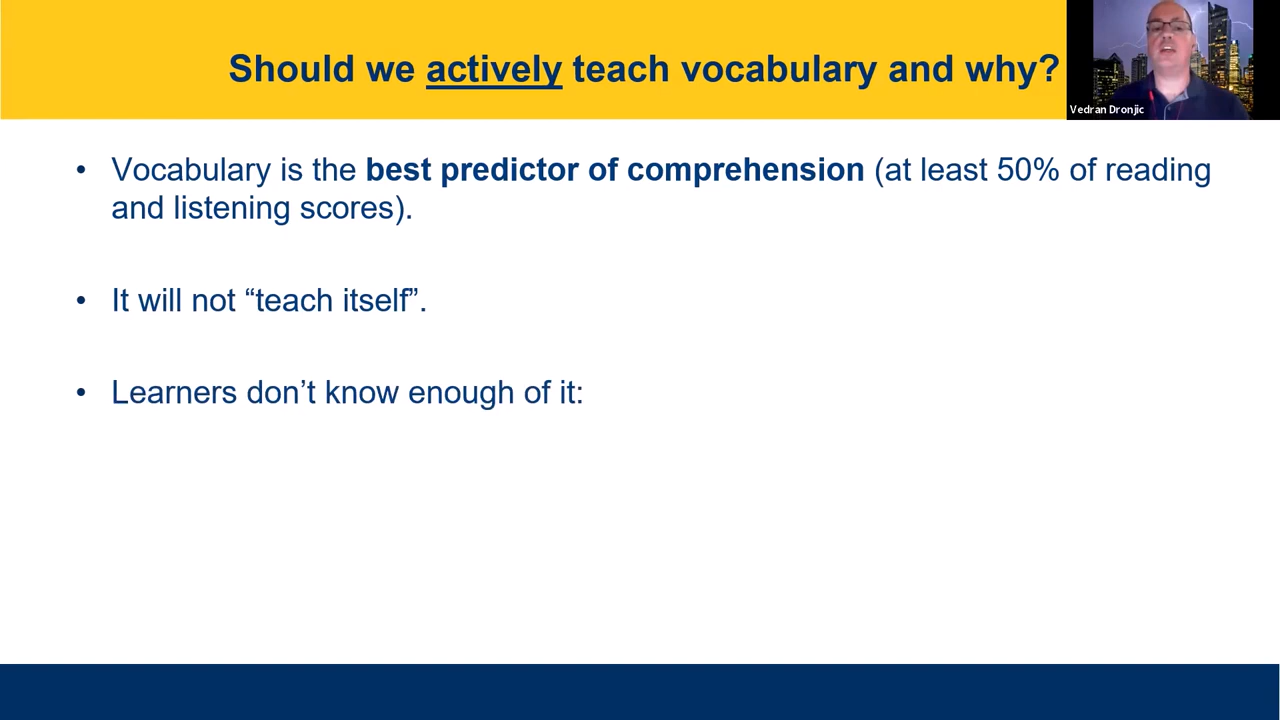 Should we actively teach vocabulary and why?
Vedran Dronjic
• Vocabulary is the best predictor of comprehension (at least 50% of reading
and listening scores).
• It will not “teach itself”.
• Learners don’t know enough of it: